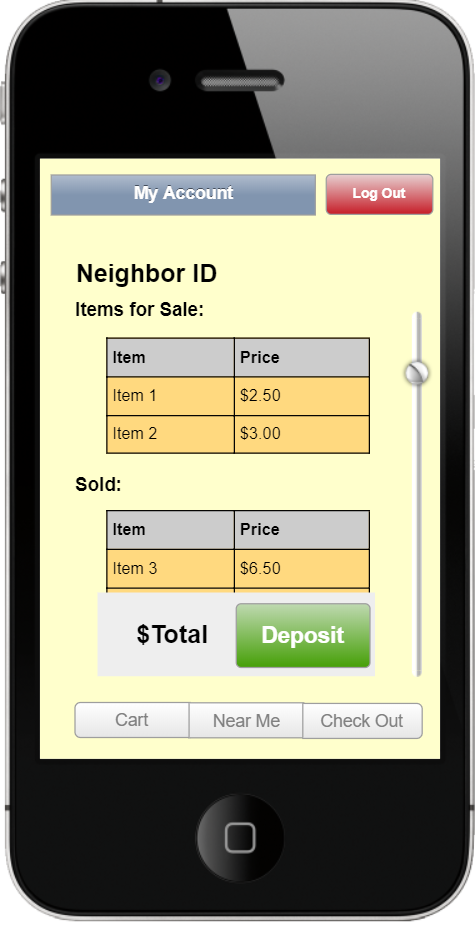 My Account Log Out
Neighbor ID
Items for Sale:
Item Price
Item 1 $2.50
Item 2 $3.00
Sold:
Item Price
Item 3 $6.50
$Total Deposit
Cart Near Me Check Out